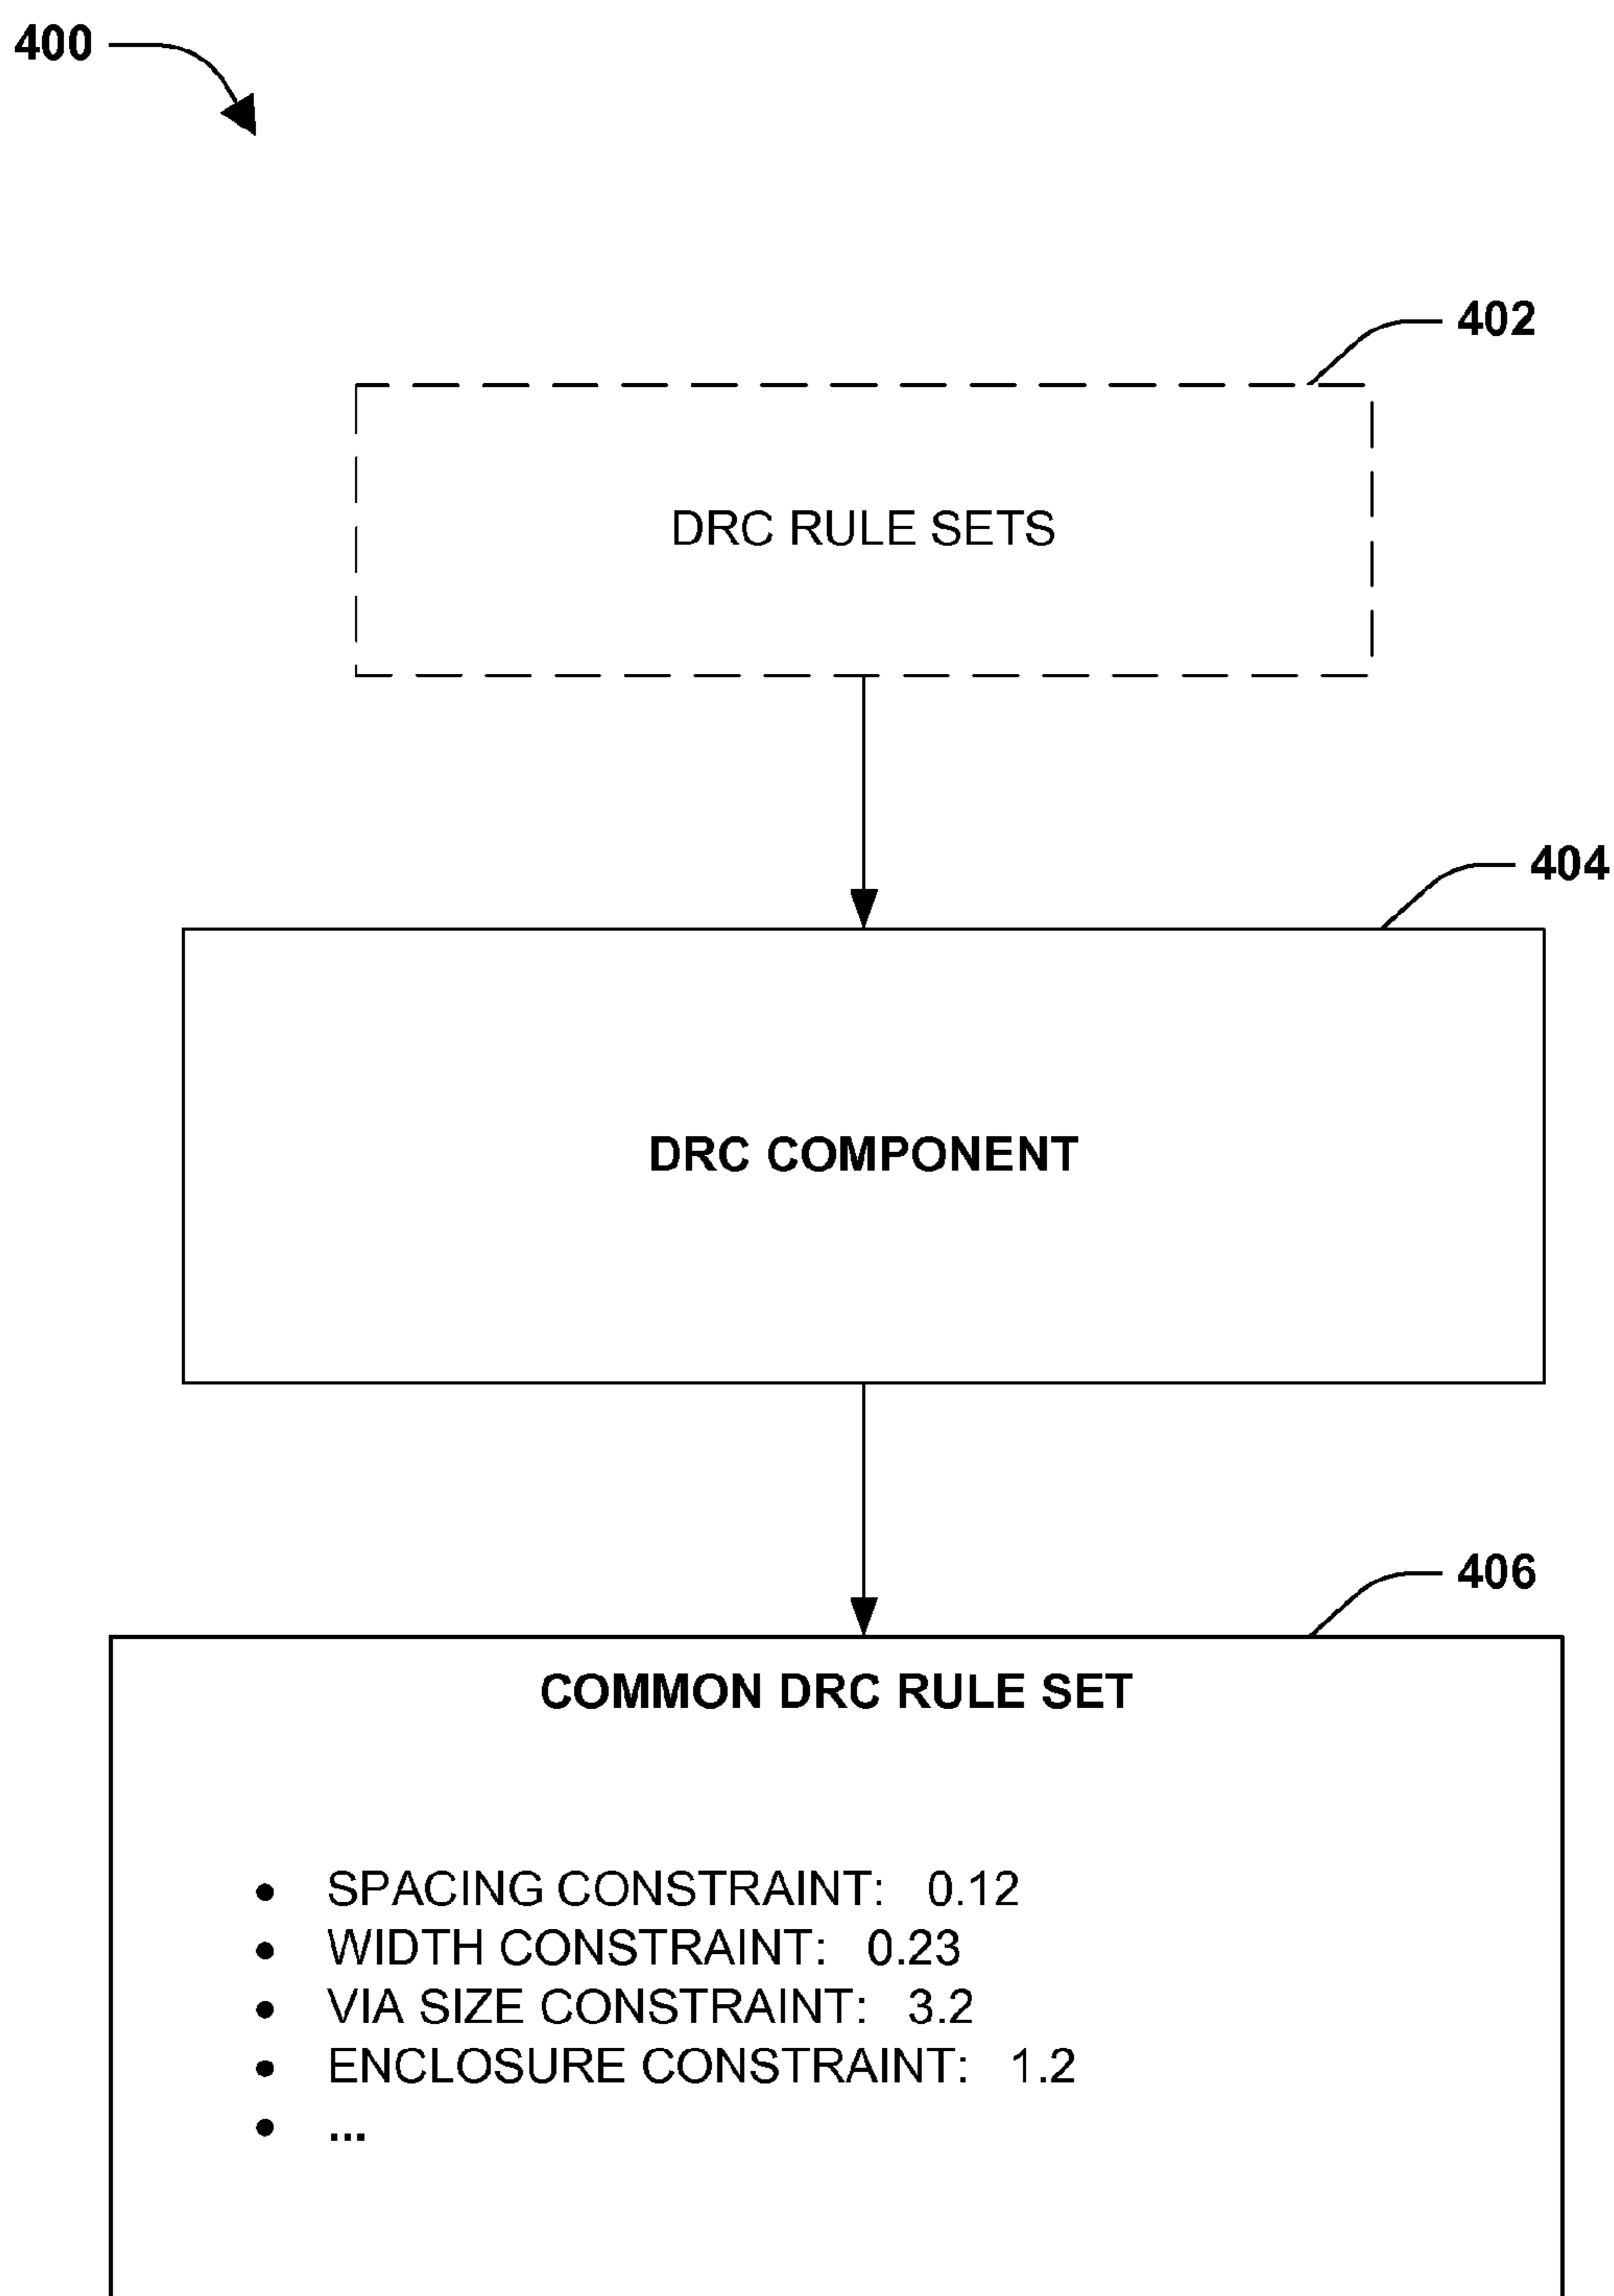 400
402
DRC RULE SETS
404
DRC COMPONENT
406
COMMON DRC RULE SET
• SPACING CONSTRAINT: 0.12
• WIDTH CONSTRAINT: 0.23
• VIA SIZE CONSTRAINT: 3.2
• ENCLOSURE CONSTRAINT: 1.2
• ...